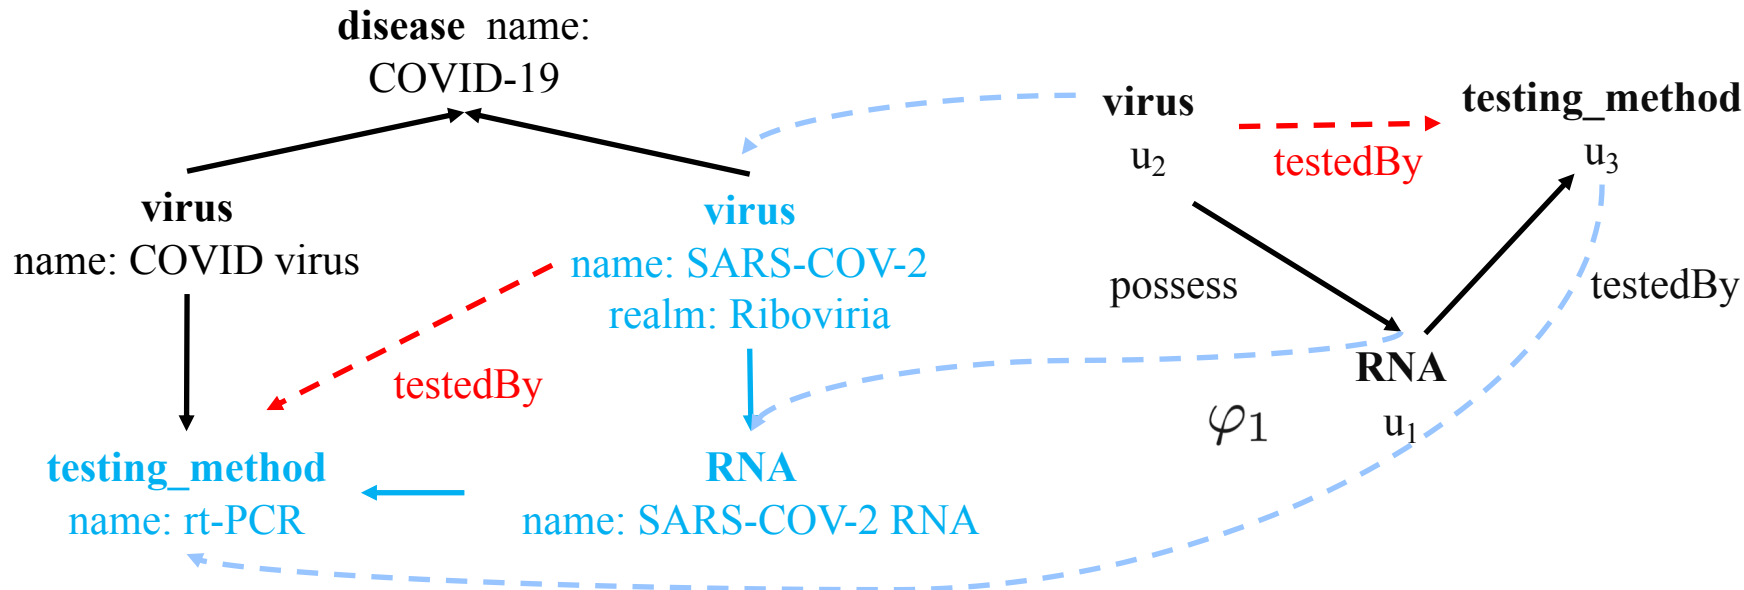 disease name:
COVID-19
virus
name: COVID virus
virus
name: SARS-COV-2
realm: Riboviria
testedBy
testing_method
name: rt-PCR
RNA
name: SARS-COV-2 RNA
virus
u₂
testedBy
testing_method
u₃
possess
testedBy
RNA
u₁
φ₁